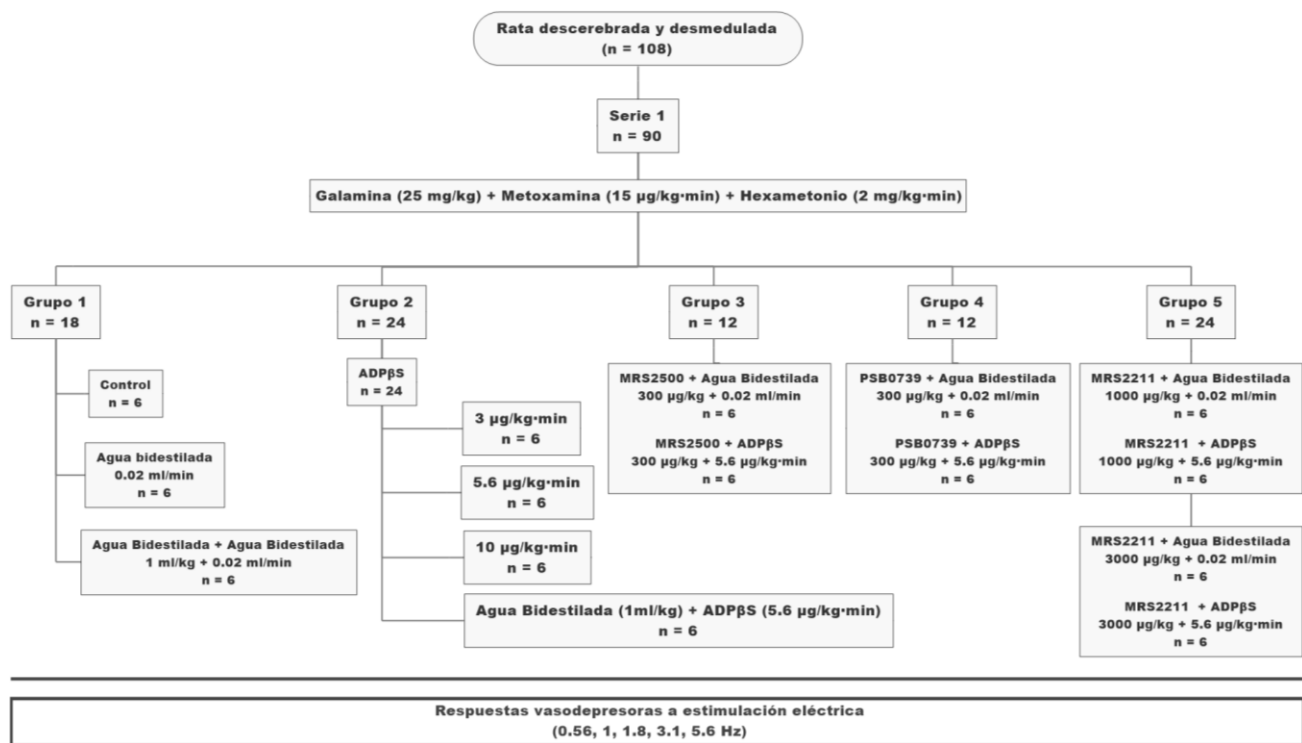 Rata descerebrada y desmedulada
(n = 108)
Serie 1
n = 90
Galamina (25 mg/kg) + Metoxamina (15 µg/kg•min) + Hexametonio (2 mg/kg•min)
Grupo 1
n = 18
Control
n = 6
Agua bidestilada
0.02 ml/min
n = 6
Agua Bidestilada + Agua Bidestilada
1 ml/kg + 0.02 ml/min
n = 6
Grupo 2
n = 24
ADPβS
n = 24
3 µg/kg•min
n = 6
5.6 µg/kg•min
n = 6
10 µg/kg•min
n = 6
Agua Bidestilada (1ml/kg) + ADPβS (5.6 µg/kg•min)
n = 6
Grupo 3
n = 12
MRS2500 + Agua Bidestilada
300 µg/kg + 0.02 ml/min
n = 6
MRS2500 + ADPβS
300 µg/kg + 5.6 µg/kg•min
n = 6
Grupo 4
n = 12
PSB0739 + Agua Bidestilada
300 µg/kg + 0.02 ml/min
n = 6
PSB0739 + ADPβS
300 µg/kg + 5.6 µg/kg•min
n = 6
Grupo 5
n = 24
MRS2211 + Agua Bidestilada
1000 µg/kg + 0.02 ml/min
n = 6
MRS2211 + ADPβS
1000 µg/kg + 5.6 µg/kg•min
n = 6
MRS2211 + Agua Bidestilada
3000 µg/kg + 0.02 ml/min
n = 6
MRS2211 + ADPβS
3000 µg/kg + 5.6 µg/kg•min
n = 6
Respuestas vasodepresoras a estimulación eléctrica
(0.56, 1, 1.8, 3.1, 5.6 Hz)